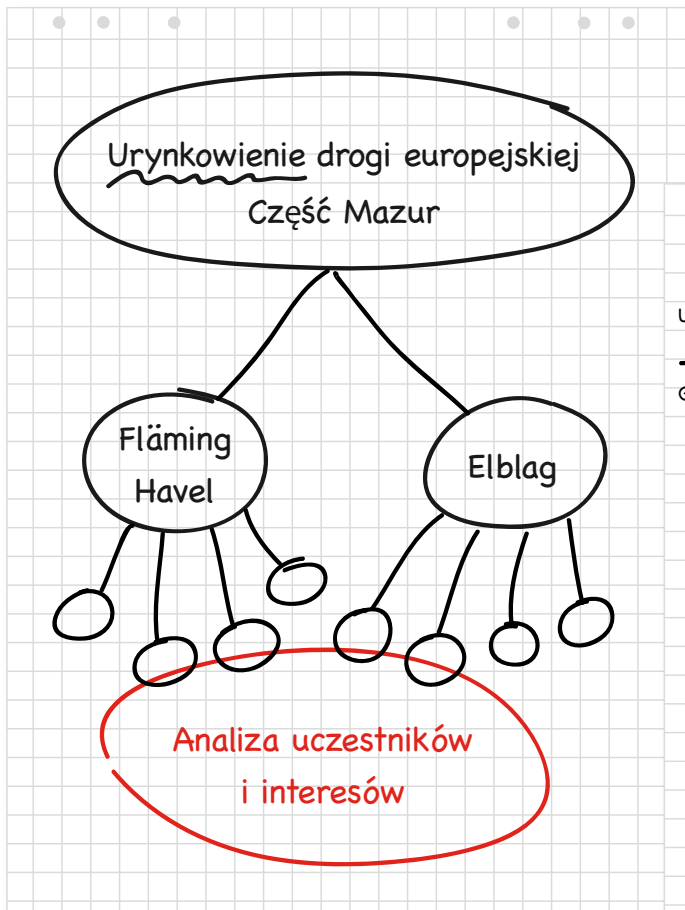 Urynkowienie drogi europejskiej
Część Mazur
Fläming
Havel
Elblag
Analiza uczestników
i interesów